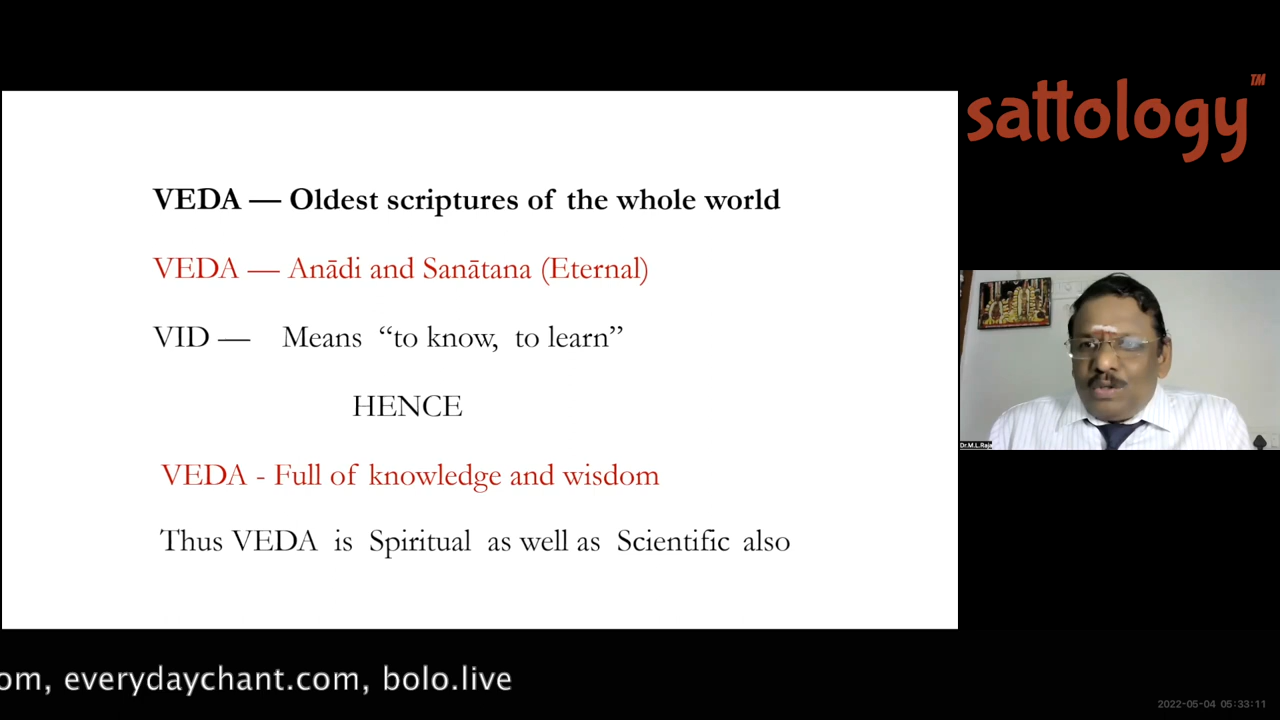 sattology™
VEDA — Oldest scriptures of the whole world
VEDA — Anādi and Sanātana (Eternal)
VID — Means “to know, to learn”
HENCE
VEDA - Full of knowledge and wisdom
Thus VEDA is Spiritual as well as Scientific also
Dr.M.L.Raja
om, everydaychant.com, bolo.live
2022-05-04 05:33:11